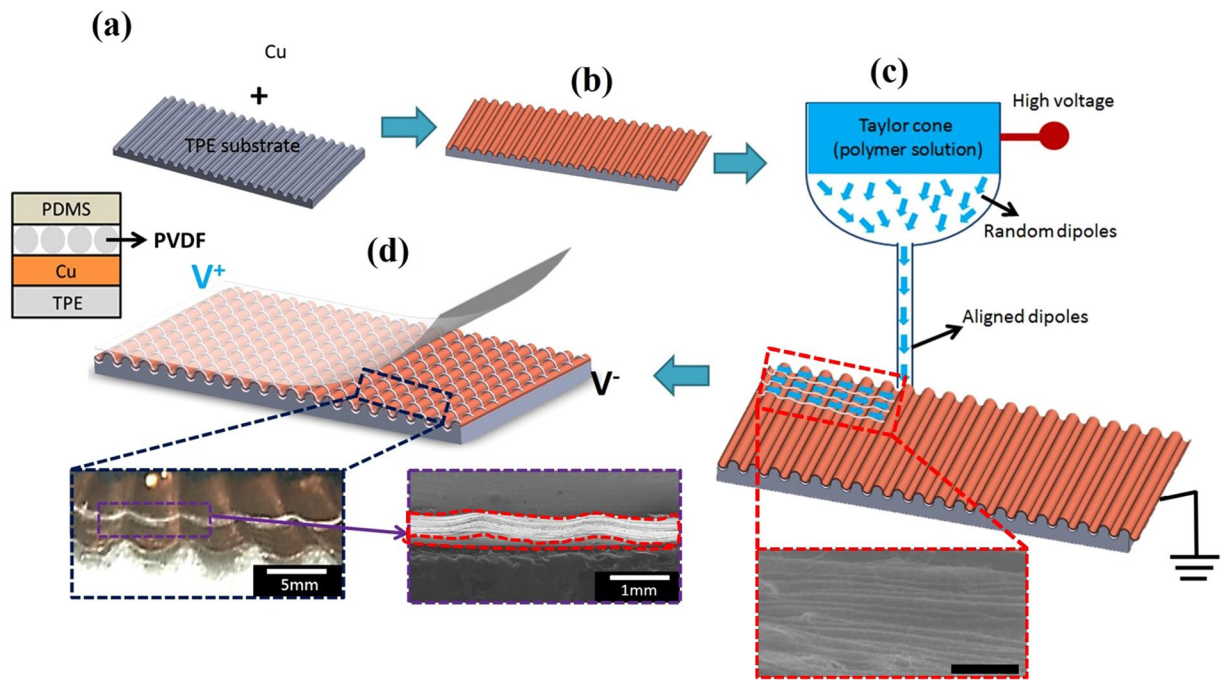 (a)
Cu
+
TPE substrate
(b)
(c)
High voltage
Taylor cone
(polymer solution)
Random dipoles
Aligned dipoles
PDMS
PVDF
Cu
TPE
(d)
V⁺
V⁻
5mm
1mm